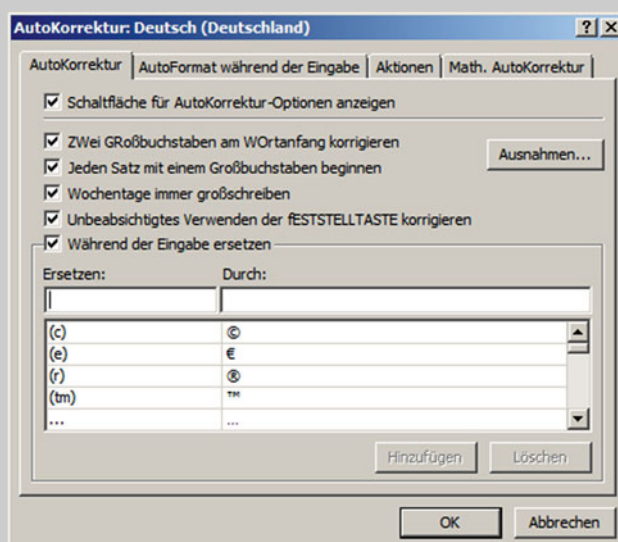 AutoKorrektur: Deutsch (Deutschland)
AutoKorrektur AutoFormat während der Eingabe Aktionen Math. AutoKorrektur
Schaltfläche für AutoKorrektur-Optionen anzeigen
ZWei GRoßbuchstaben am WOrtanfang korrigieren
Ausnahmen...
Jeden Satz mit einem Großbuchstaben beginnen
Wochentage immer großschreiben
Unbeabsichtigtes Verwenden der fESTSTELLTASTE korrigieren
Während der Eingabe ersetzen
Ersetzen: Durch:
(c) ©
(e) €
(r) ®
(tm) ™
... …
Hinzufügen Löschen
OK Abbrechen